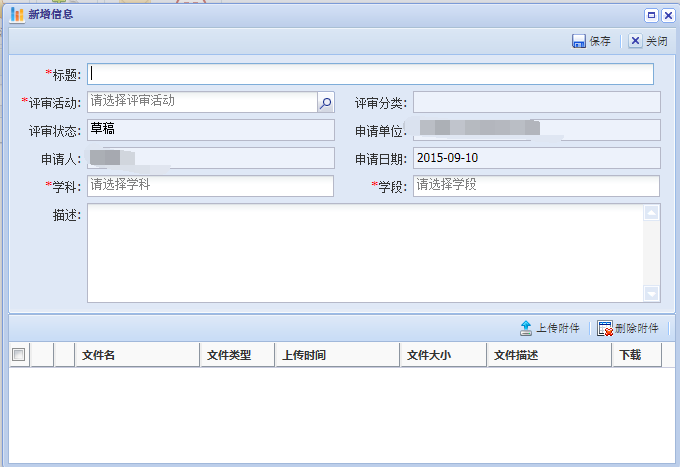 新增信息
保存 关闭
*标题:
*评审活动: 请选择评审活动 评审分类:
评审状态: 草稿 申请单位:
申请人: 申请日期: 2015-09-10
*学科: 请选择学科 *学段: 请选择学段
描述:
上传附件 删除附件
文件名 文件类型 上传时间 文件大小 文件描述 下载